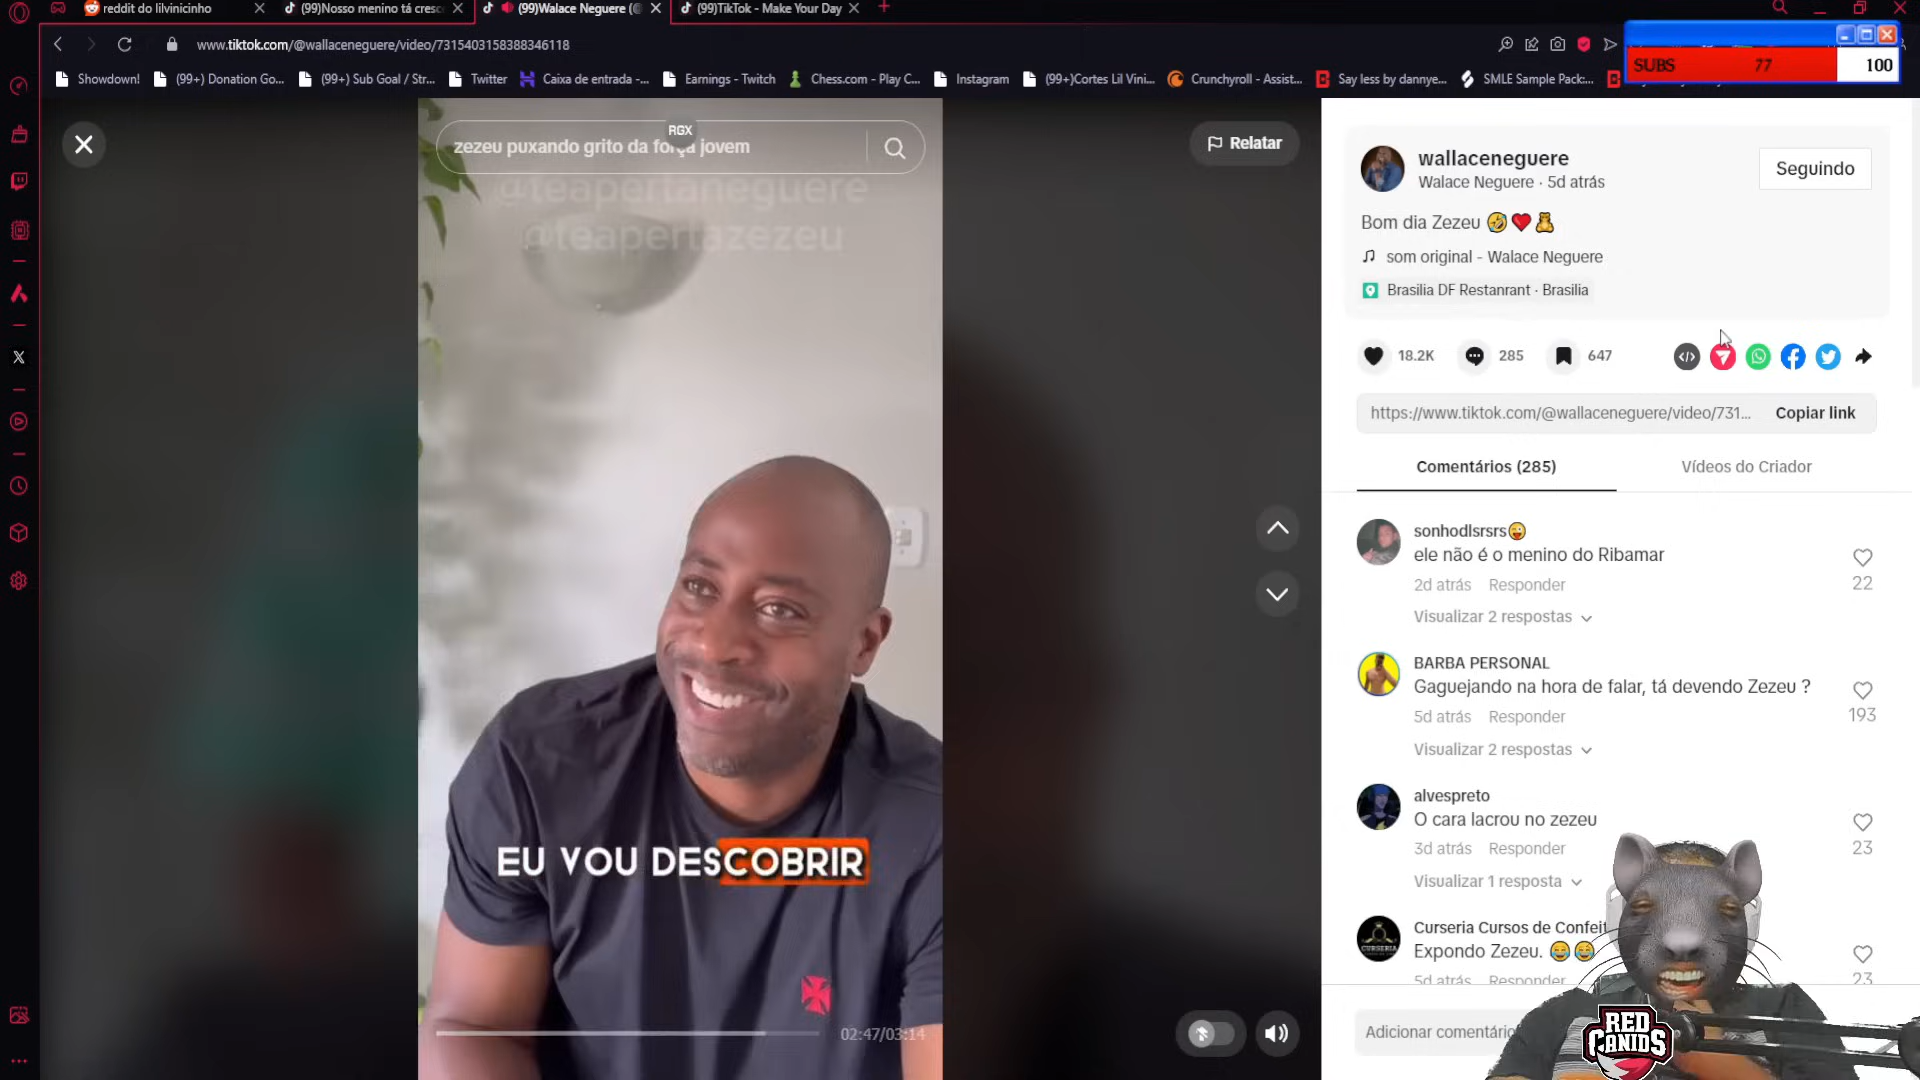 reddit do lilvinicinho
(99)Nosso menino tá cresc
(99)Walace Neguere (@
(99)TikTok - Make Your Day
www.tiktok.com/@wallaceneguere/video/7315403158388346118
Showdown!
(99+) Donation Go...
(99+) Sub Goal / Str...
Twitter
Caixa de entrada -...
Earnings - Twitch
Chess.com - Play C...
Instagram
(99+)Cortes Lil Vini...
Crunchyroll - Assist...
Say less by dannye...
SMLE Sample Pack:...
SUBS 77 100
RGX
zezeu puxando grito da força jovem
@teapertaneguere
@teapertazezeu
Relatar
wallaceneguere
Walace Neguere · 5d atrás
Seguindo
Bom dia Zezeu 🤣❤️🧸
som original - Walace Neguere
Brasilia DF Restanrant · Brasilia
18.2K
285
647
https://www.tiktok.com/@wallaceneguere/video/731...
Copiar link
Comentários (285)
Vídeos do Criador
sonhodlsrsrs😜
ele não é o menino do Ribamar
2d atrás Responder
22
Visualizar 2 respostas
BARBA PERSONAL
Gaguejando na hora de falar, tá devendo Zezeu ?
5d atrás Responder
193
Visualizar 2 respostas
alvespreto
O cara lacrou no zezeu
3d atrás Responder
23
Visualizar 1 resposta
CURSERIA
Curseria Cursos de Confeit
Expondo Zezeu. 😂😂
5d atrás Responder
23
EU VOU DESCOBRIR
02:47/03:14
Adicionar comentário
RED
CANIDS